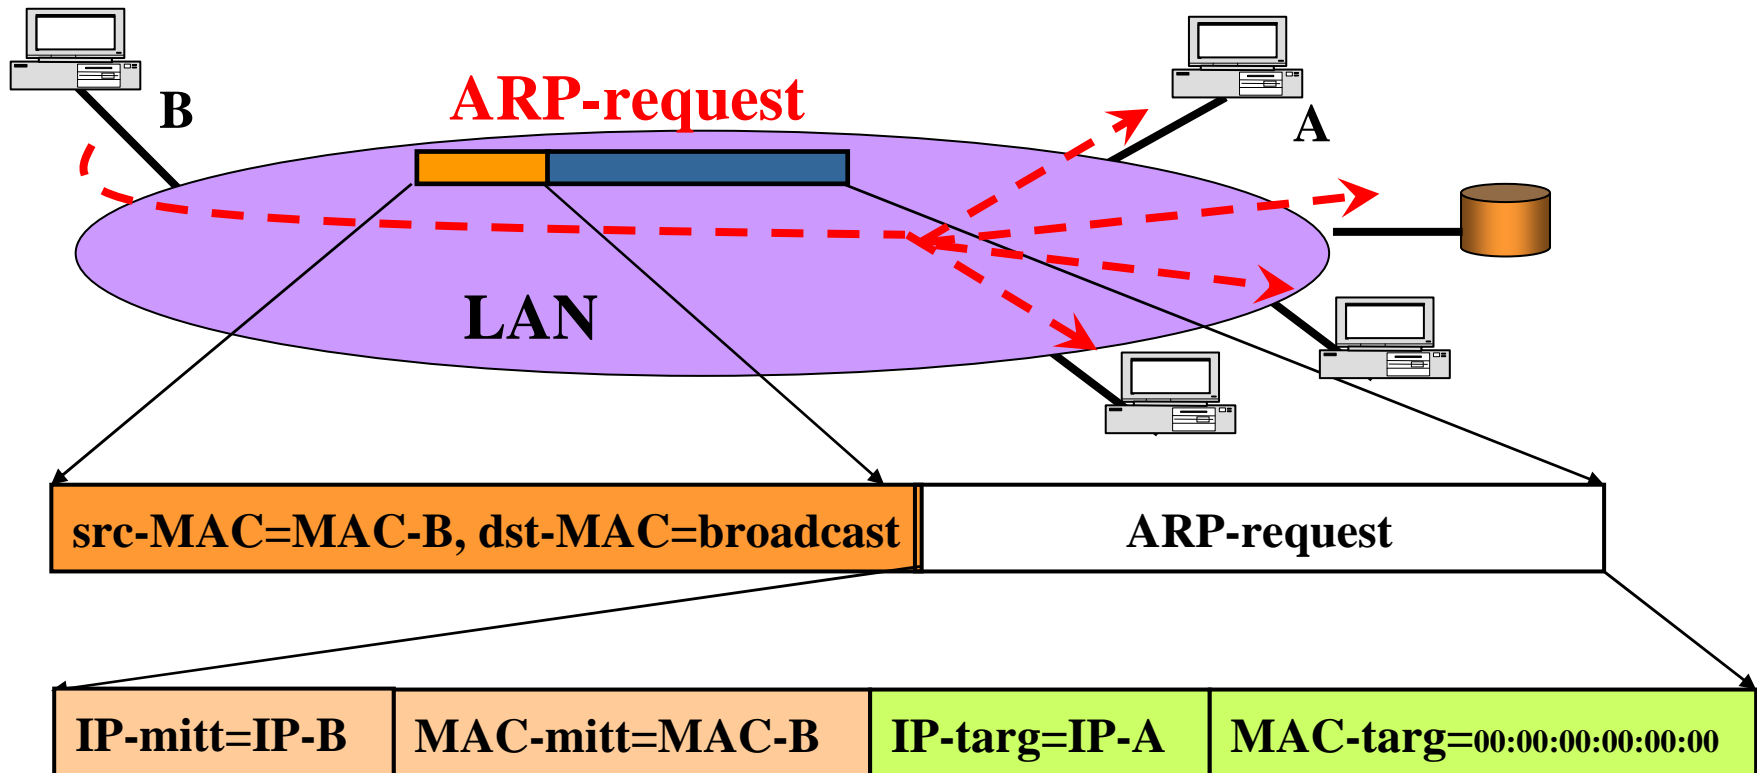 B
ARP-request
A
LAN
src-MAC=MAC-B, dst-MAC=broadcast
ARP-request
IP-mitt=IP-B
MAC-mitt=MAC-B
IP-targ=IP-A
MAC-targ=00:00:00:00:00:00